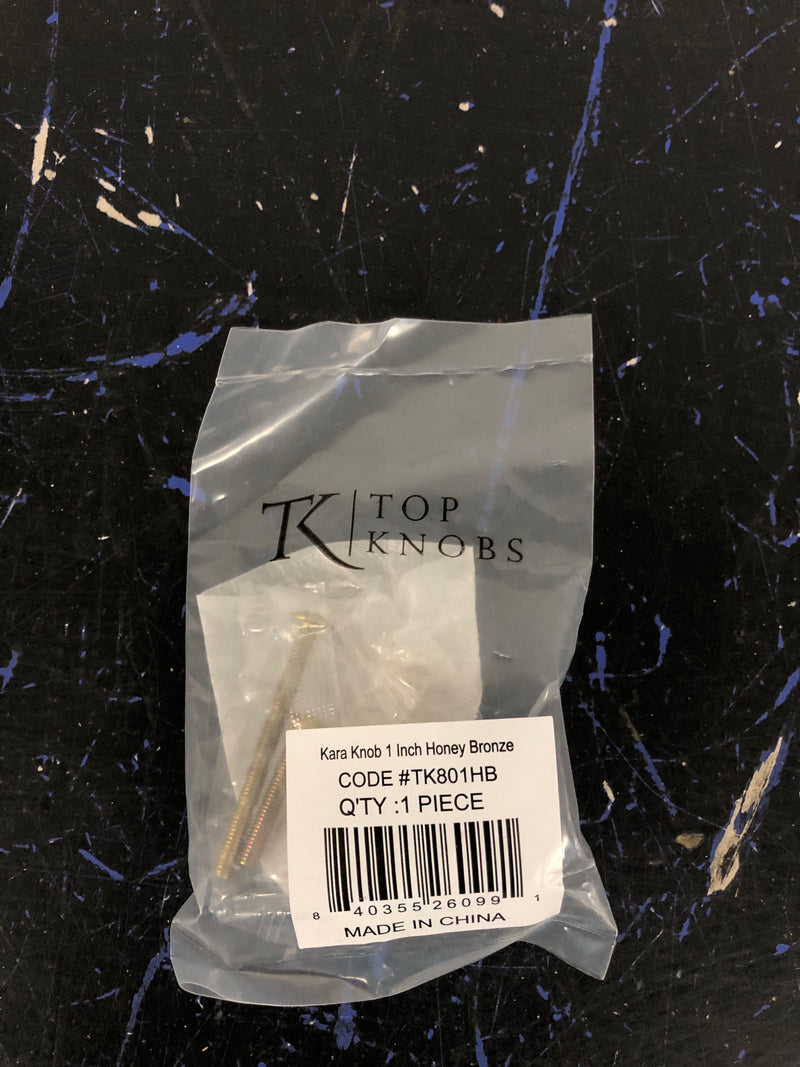 TK TOP
KNOBS
Kara Knob 1 Inch Honey Bronze
CODE #TK801HB
Q'TY :1 PIECE
8 40355 26099 1
MADE IN CHINA